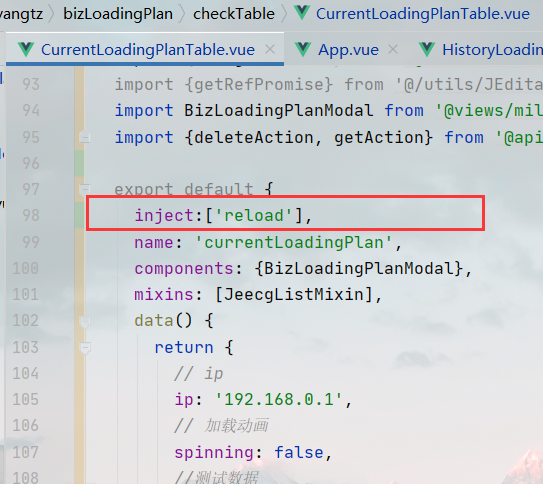 yangtz › bizLoadingPlan › checkTable › CurrentLoadingPlanTable.vue
CurrentLoadingPlanTable.vue × App.vue × HistoryLoadin
93 import {getRefPromise} from '@/utils/JEdita
94 import BizLoadingPlanModal from '@views/mil
95 import {deleteAction, getAction} from '@api
96
97 export default {
98 inject:['reload'],
99 name: 'currentLoadingPlan',
100 components: {BizLoadingPlanModal},
101 mixins: [JeecgListMixin],
102 data() {
103 return {
104 // ip
105 ip: '192.168.0.1',
106 // 加载动画
107 spinning: false,
108 //测试数据